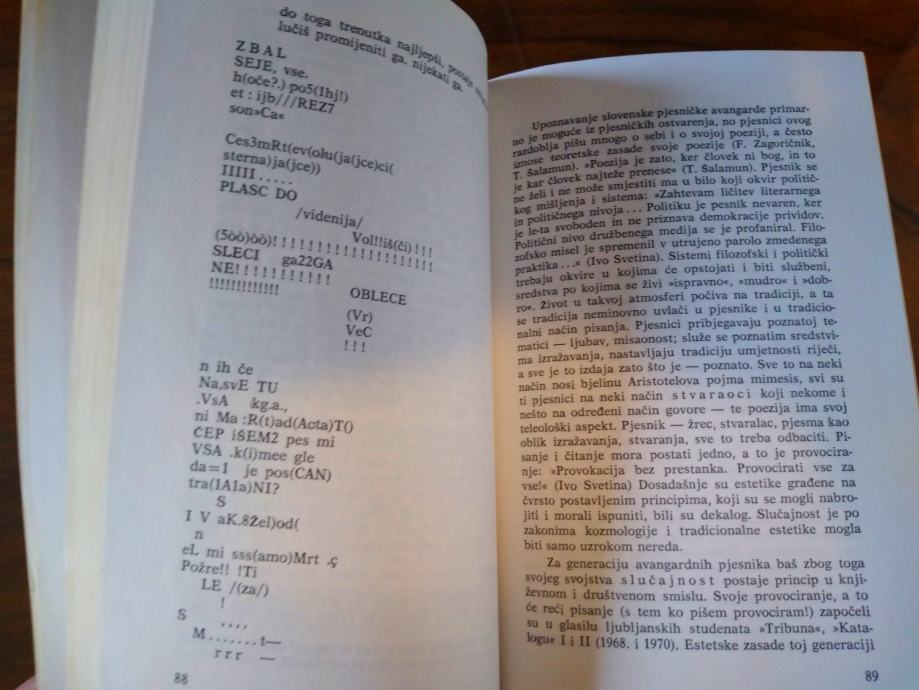 do toga trenutka najljepši, postaje
lučiš promijeniti ga. nijekati ga.
ZBAL
SEJE, vse.
h(oče?.) po5(1hj!)
et : ijb///REZ7
son»Ca«
Ces3mRt(ev(olu(ja(jce)ci(
sterna)ja(jce))
IIIII . . . . .
PLASC DO
/videnija/
Vol!!iš(či) ! ! !
(5òò)òò)! ! ! ! ! ! ! ! ! ! ! ! ! ! ! ! !
SLECI ga22GA
NE! ! ! ! ! ! ! ! ! ! !
!!!!!!!!!!!!!
OBLECE
(Vr)
VeC
! ! !
n ih če
Na,svE TU
.VsA kg.a.,
ni Ma :R(t)ad(Acta)T()
ČEP iŠEM2 pes mi
VSA .k(i)mee gle
da=1 je pos(CAN)
tra(1A1a)NI?
S
I V aK.8Žel)od(
n
eL mi sss(amo)Mrt .ç
Požre!! !Ti
LE /(za/)
!
S , , , ,
M . . . . . . . t—
r r r —
88
Upoznavanje slovenske pjesničke avangarde primar-
no je moguće iz pjesničkih ostvarenja, no pjesnici ovog
razdoblja pišu mnogo o sebi i o svojoj poeziji, a često
iznose teoretske zasade svoje poezije (F. Zagoričnik,
T. Šalamun). »Poezija je zato, ker človek ni bog, in to
je kar človek najteže prenese« (T. Šalamun). Pjesnik se
ne želi i ne može smjestiti ma u bilo koji okvir politič-
kog mišljenja i sistema: »Zahtevam ličitev literarnega
in političnega nivoja . . . Politiku je pesnik nevaren, ker
je le-ta svoboden in ne priznava demokracije prividov.
Politični nivo družbenega medija se je profaniral. Filo-
zofsko misel je spremenil v utrujeno parolo zmedenega
praktika . . .« (Ivo Svetina). Sistemi filozofski i politički
trebaju okvire u kojima će opstojati i biti službeni,
sredstva po kojima se živi »ispravno«, »mudro« i »dob-
ro«. Život u takvoj atmosferi počiva na tradiciji, a ta
se tradicija neminovno uvlači u pjesnike i u tradicio-
nalni način pisanja. Pjesnici pribjegavaju poznatoj te-
matici — ljubav, misaonost; služe se poznatim sredstvi-
ma izražavanja, nastavljaju tradiciju umjetnosti riječi,
a sve je to izdaja zato što je — poznato. Sve to na neki
način nosi bjelinu Aristotelova pojma mimesis, svi su
ti pjesnici na neki način stvaraoci koji nekome i
nešto na određeni način govore — te poezija ima svoj
teleološki aspekt. Pjesnik — žrec, stvaralac, pjesma kao
oblik izražavanja, stvaranja, sve to treba odbaciti. Pi-
sanje i čitanje mora postati jedno, a to je provocira-
nje: »Provokacija bez prestanka. Provocirati vse za
vse!« (Ivo Svetina) Dosadašnje su estetike građene na
čvrsto postavljenim principima, koji su se mogli nabro-
jiti i morali ispuniti, bili su dekalog. Slučajnost je po
zakonima kozmologije i tradicionalne estetike mogla
biti samo uzrokom nereda.
Za generaciju avangardnih pjesnika baš zbog toga
svojeg svojstva slučajnost postaje princip u knji-
ževnom i društvenom smislu. Svoje provociranje, a to
će reći pisanje (s tem ko pišem provociram!) započeli
su u glasilu ljubljanskih studenata »Tribuna«, »Kata-
logu« I i II (1968. i 1970). Estetske zasade toj generaciji
89